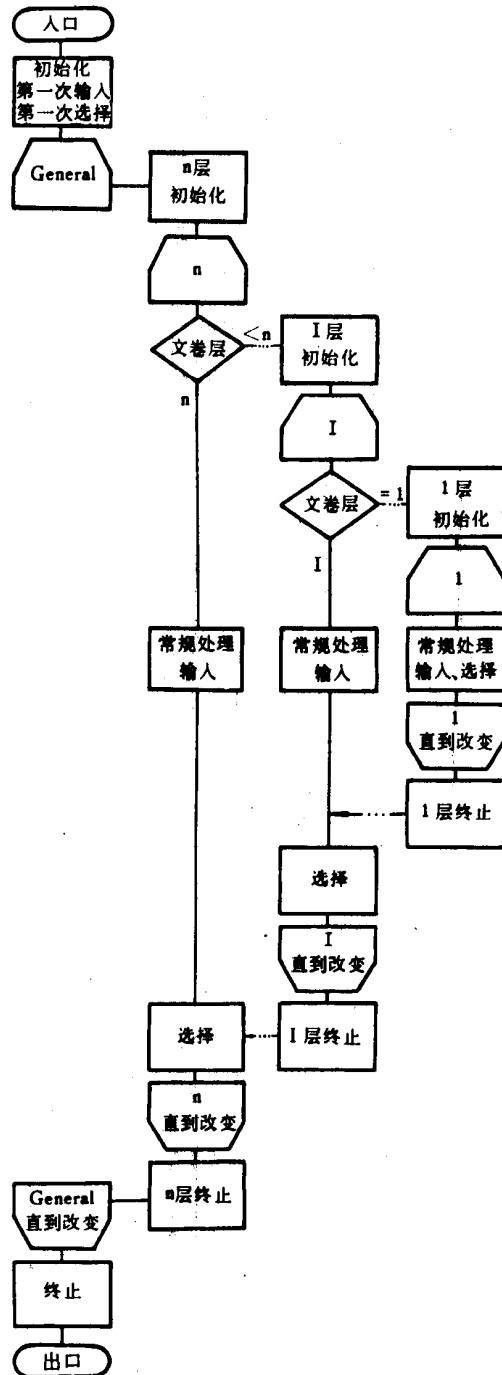 入口
初始化
第一次输入
第一次选择
General
n层
初始化
n
文卷层
<n
n
I层
初始化
I
文卷层
=1
I
1层
初始化
1
常规处理
输入
常规处理
输入
常规处理
输入、选择
1
直到改变
1层终止
选择
I
直到改变
选择
I层终止
n
直到改变
n层终止
General
直到改变
终止
出口